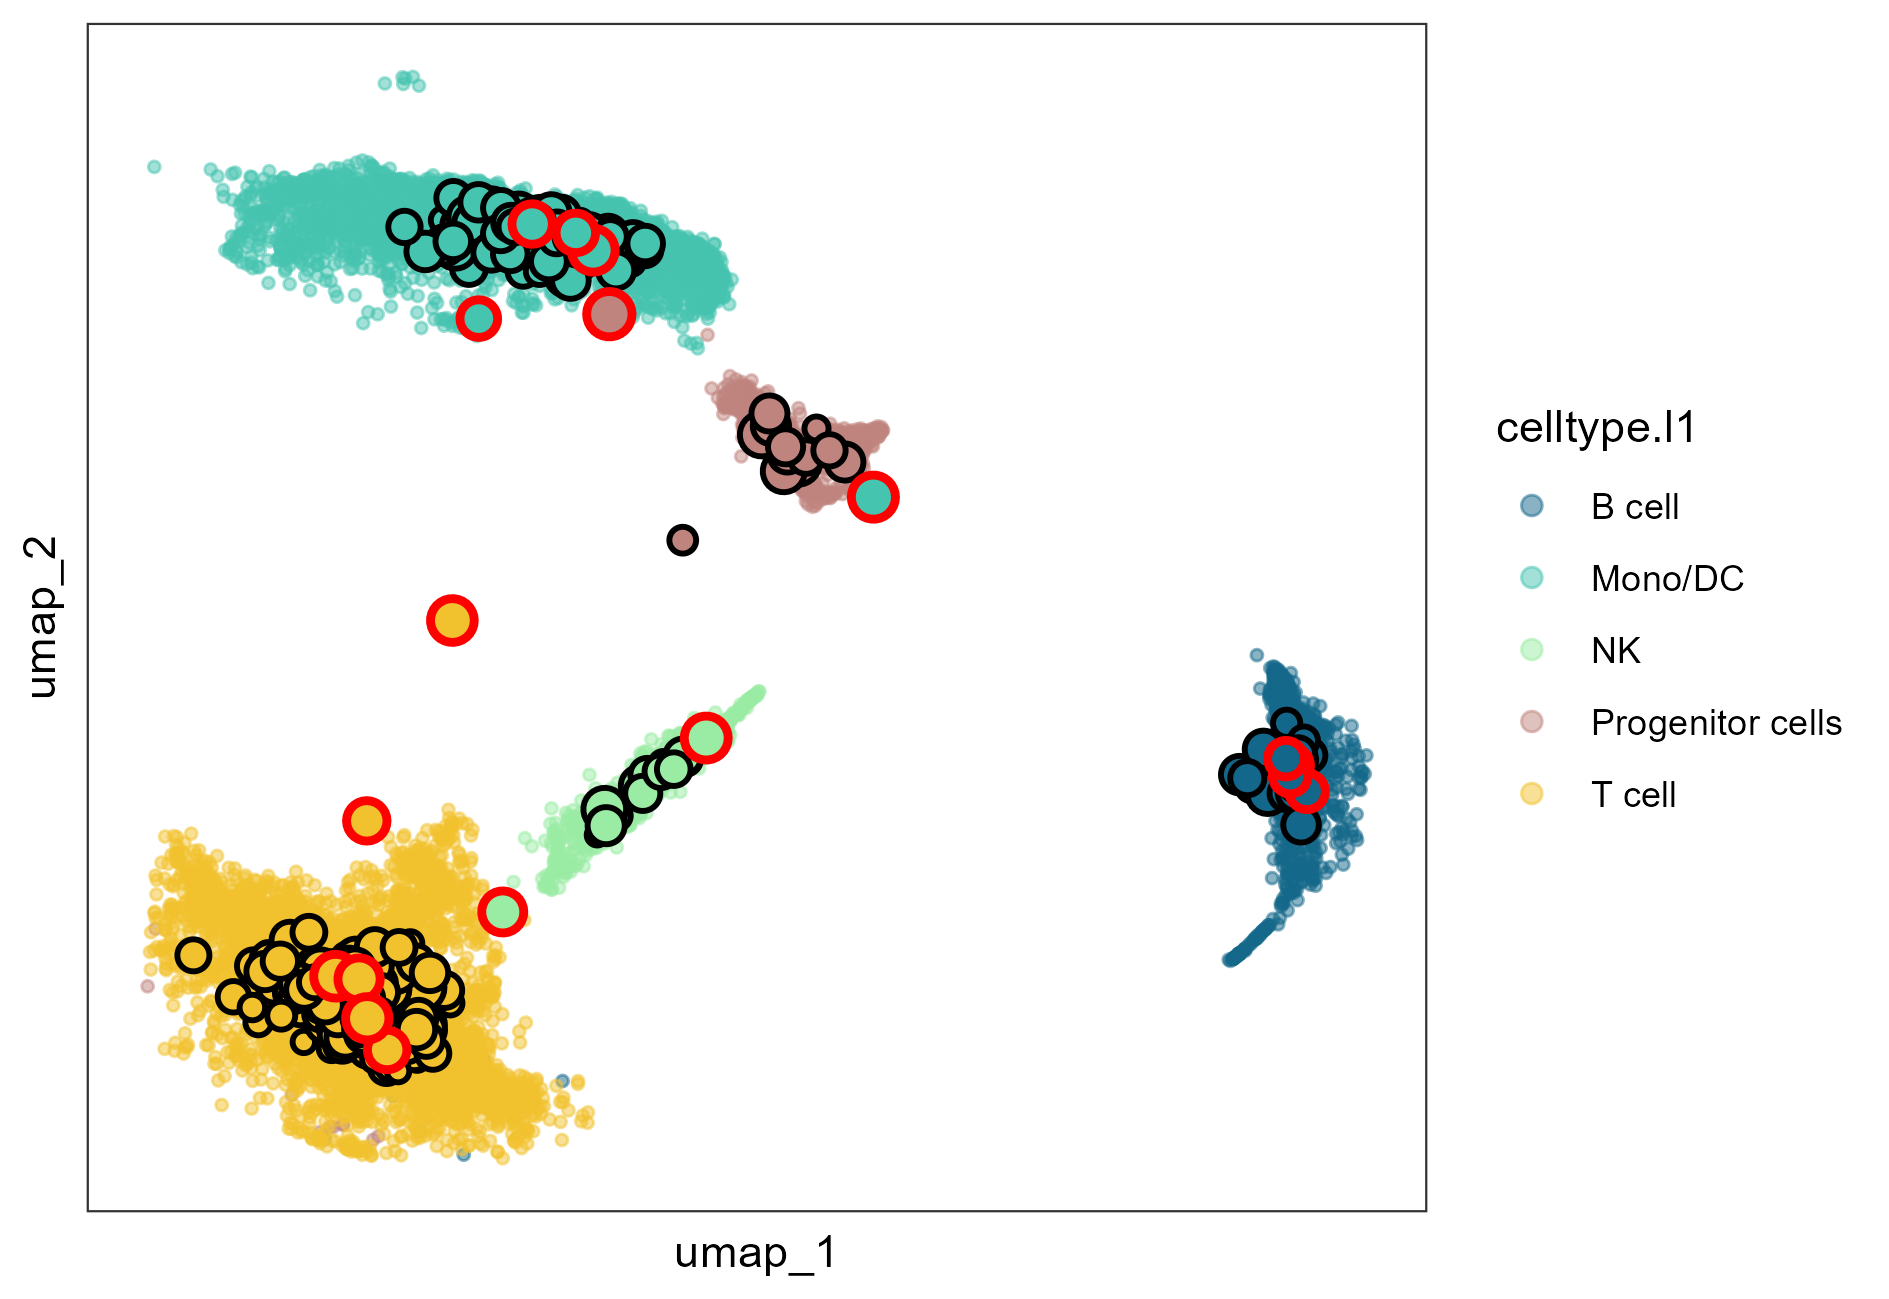 celltype.l1
B cell
Mono/DC
NK
Progenitor cells
T cell
umap_2
umap_1